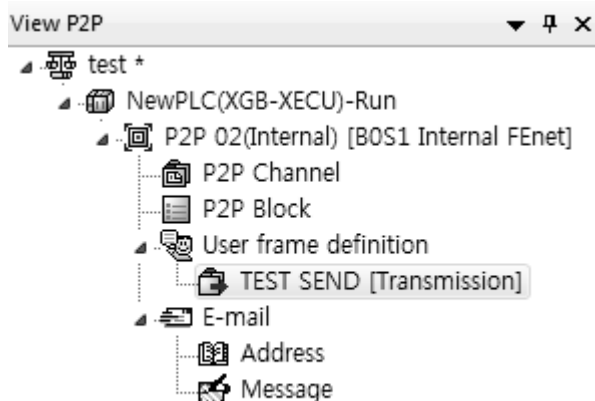 View P2P
test *
NewPLC(XGB-XECU)-Run
P2P 02(Internal) [B0S1 Internal FEnet]
P2P Channel
P2P Block
User frame definition
TEST SEND [Transmission]
E-mail
Address
Message